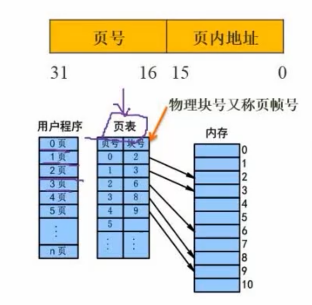 页号 页内地址
31 16 15 0
物理块号又称页帧号
用户程序 页表 内存
页号 块号
0页 0 2 0
1页 1 3 1
2页 2 6 2
3页 3 8 3
4页 4 9 4
5页 5 5
⋮ ⋮ ⋮ 6
n页 7
8
9
10